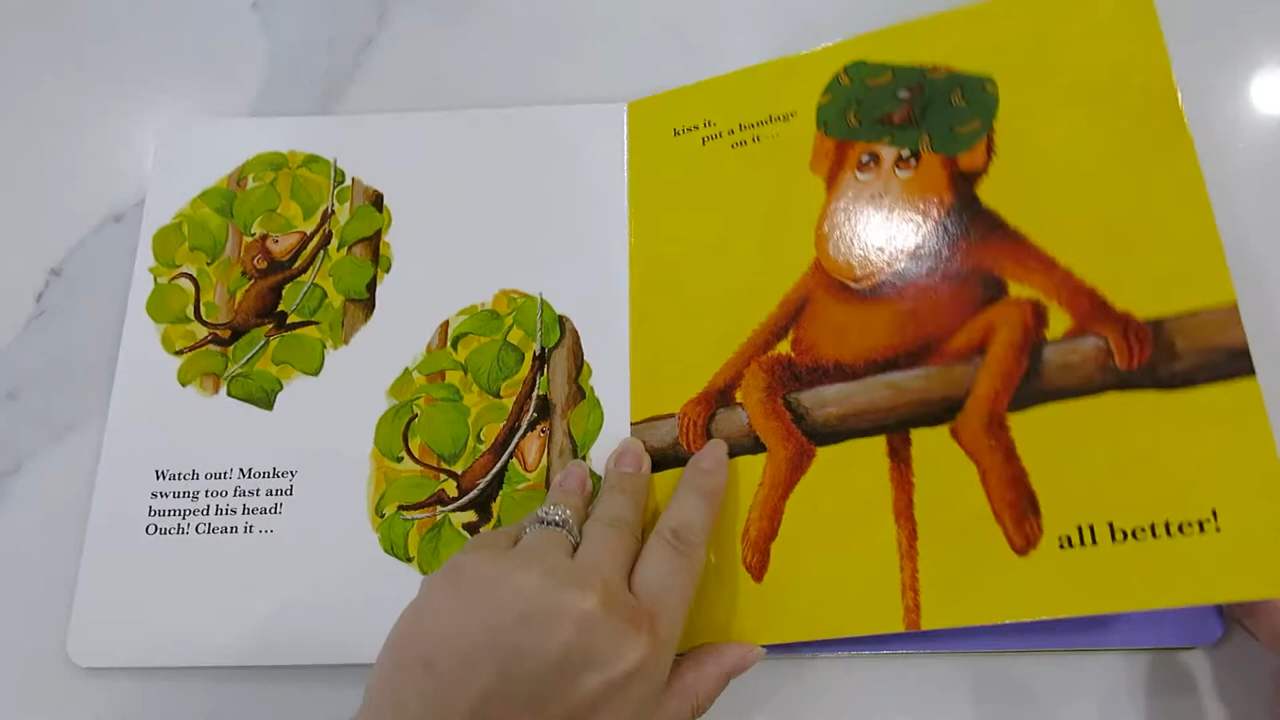 Watch out! Monkey
swung too fast and
bumped his head!
Ouch! Clean it ...
kiss it,
put a bandage
on it ...
all better!